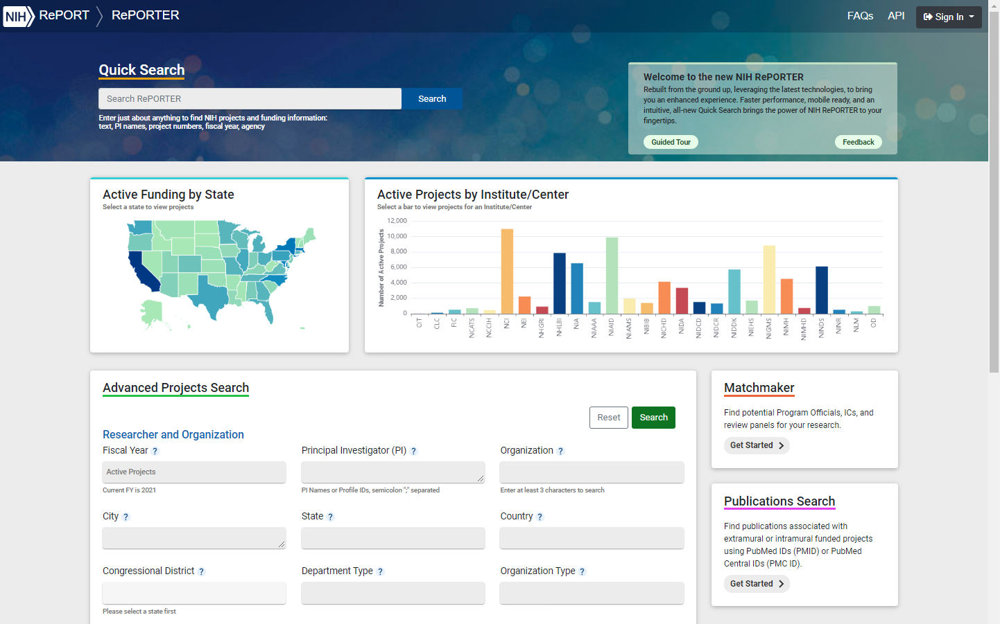 NIH RePORT RePORTER FAQs API Sign In
Quick Search
Search RePORTER Search
Enter just about anything to find NIH projects and funding information:
text, PI names, project numbers, fiscal year, agency
Welcome to the new NIH RePORTER
Rebuilt from the ground up, leveraging the latest technologies, to bring
you an enhanced experience. Faster performance, mobile ready, and an
intuitive, all-new Quick Search brings the power of NIH RePORTER to your
fingertips.
Guided Tour Feedback
Active Funding by State
Select a state to view projects
Active Projects by Institute/Center
Select a bar to view projects for an Institute/Center
Number of Active Projects
12,000
10,000
8,000
6,000
4,000
2,000
0
CIT CLC FIC NCATS NCCIH NCI NEI NHGRI NHLBI NIA NIAAA NIAID NIAMS NIBIB NICHD NIDA NIDCD NIDCR NIDDK NIEHS NIGMS NIMH NIMHD NINDS NINR NLM OD
Advanced Projects Search
Reset Search
Researcher and Organization
Fiscal Year ? Principal Investigator (PI) ? Organization ?
Active Projects
Current FY is 2021 PI Names or Profile IDs, semicolon ";" separated Enter at least 3 characters to search
City ? State ? Country ?
Congressional District ? Department Type ? Organization Type ?
Please select a state first
Matchmaker
Find potential Program Officials, ICs, and
review panels for your research.
Get Started
Publications Search
Find publications associated with
extramural or intramural funded projects
using PubMed IDs (PMID) or PubMed
Central IDs (PMC ID).
Get Started